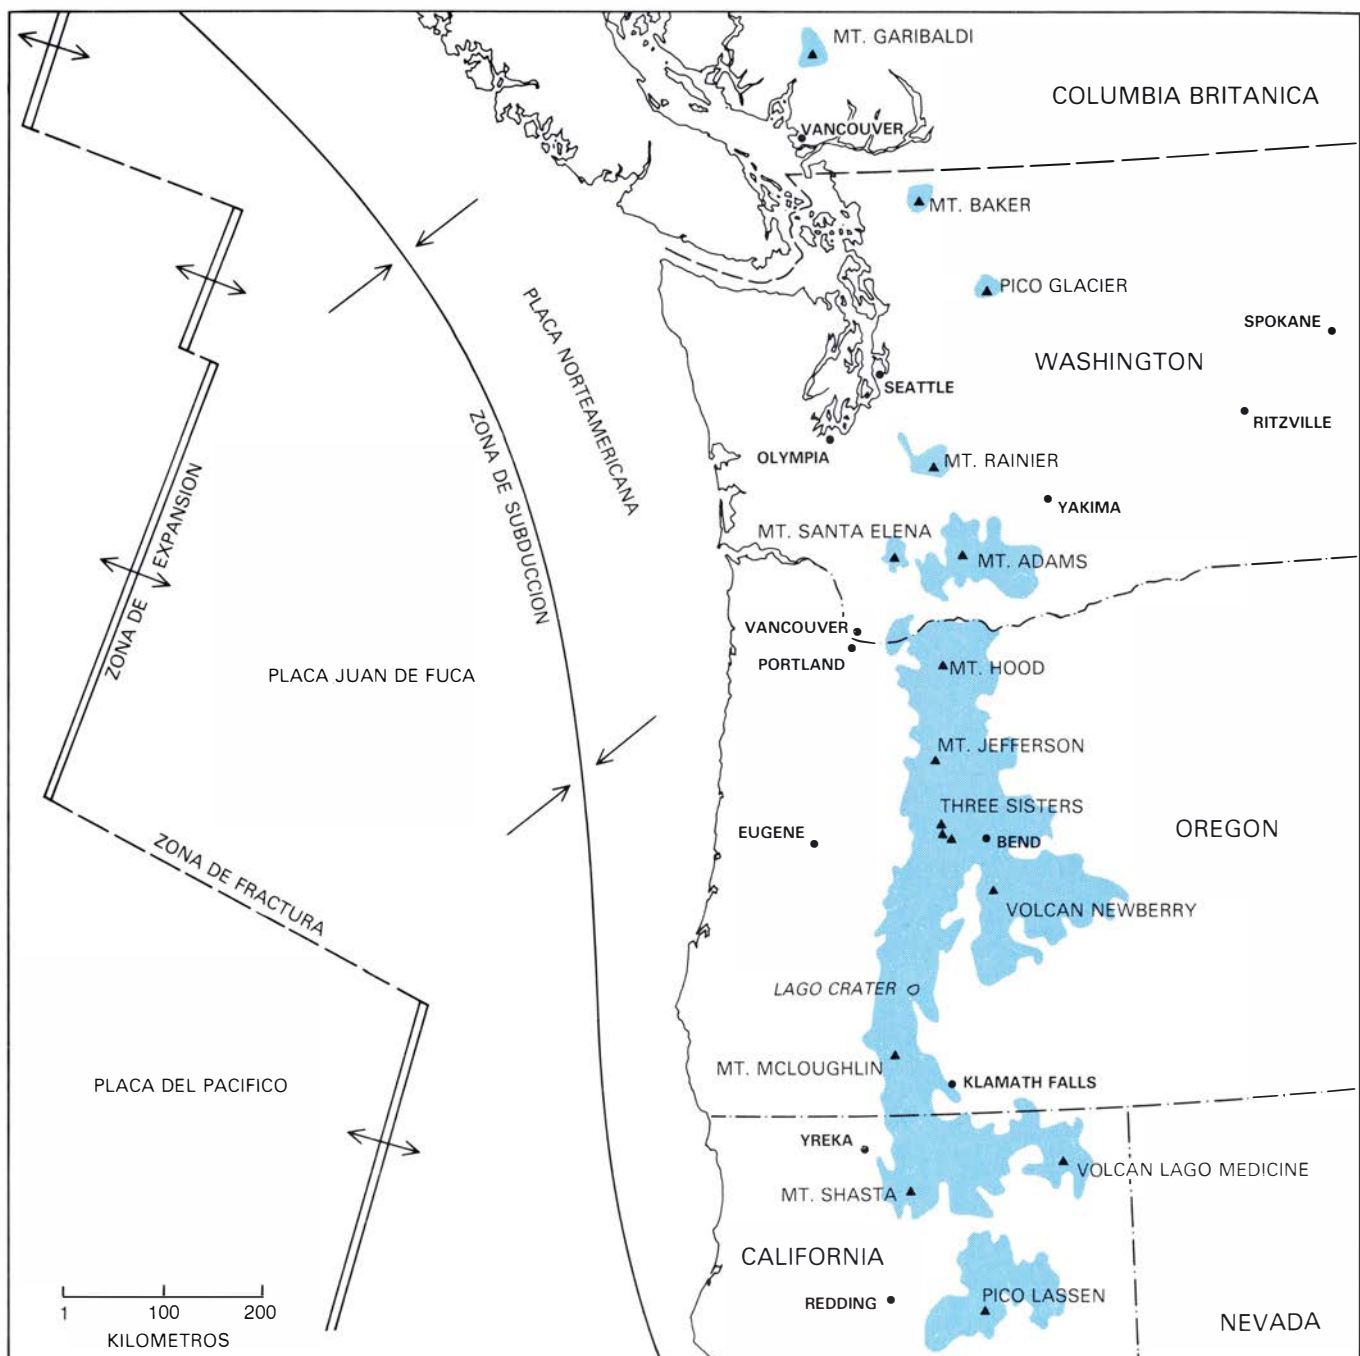 MT. GARIBALDI
COLUMBIA BRITANICA
VANCOUVER
MT. BAKER
PICO GLACIER
SPOKANE
WASHINGTON
SEATTLE
RITZVILLE
OLYMPIA
MT. RAINIER
YAKIMA
MT. SANTA ELENA
MT. ADAMS
PLACA NORTEAMERICANA
ZONA DE SUBDUCCION
ZONA DE EXPANSION
PLACA JUAN DE FUCA
VANCOUVER
PORTLAND
MT. HOOD
MT. JEFFERSON
THREE SISTERS
EUGENE
BEND
OREGON
VOLCAN NEWBERRY
ZONA DE FRACTURA
LAGO CRATER
MT. MCLOUGHLIN
KLAMATH FALLS
PLACA DEL PACIFICO
YREKA
VOLCAN LAGO MEDICINE
MT. SHASTA
CALIFORNIA
REDDING
PICO LASSEN
NEVADA
1 100 200
KILOMETROS